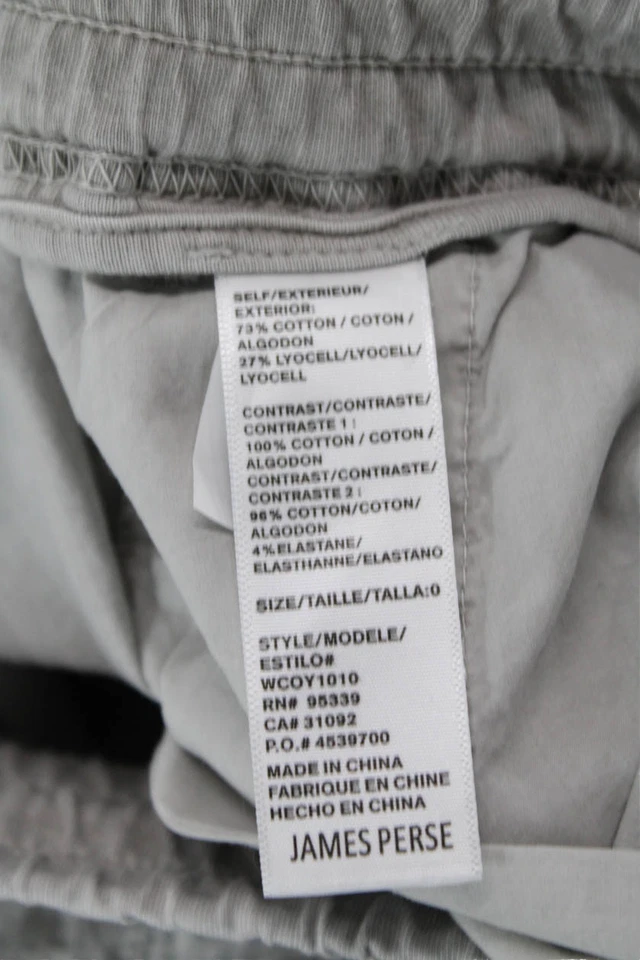 SELF/EXTERIEUR/
EXTERIOR:
73% COTTON / COTON /
ALGODON
27% LYOCELL/LYOCELL/
LYOCELL
CONTRAST/CONTRASTE/
CONTRASTE 1 :
100% COTTON / COTON /
ALGODON
CONTRAST/CONTRASTE/
CONTRASTE 2 :
96% COTTON/COTON/
ALGODON
4%ELASTANE/
ELASTHANNE/ELASTANO
SIZE/TAILLE/TALLA:0
STYLE/MODELE/
ESTILO#
WCOY1010
RN# 95339
CA# 31092
P.O.# 4539700
MADE IN CHINA
FABRIQUE EN CHINE
HECHO EN CHINA
JAMES PERSE